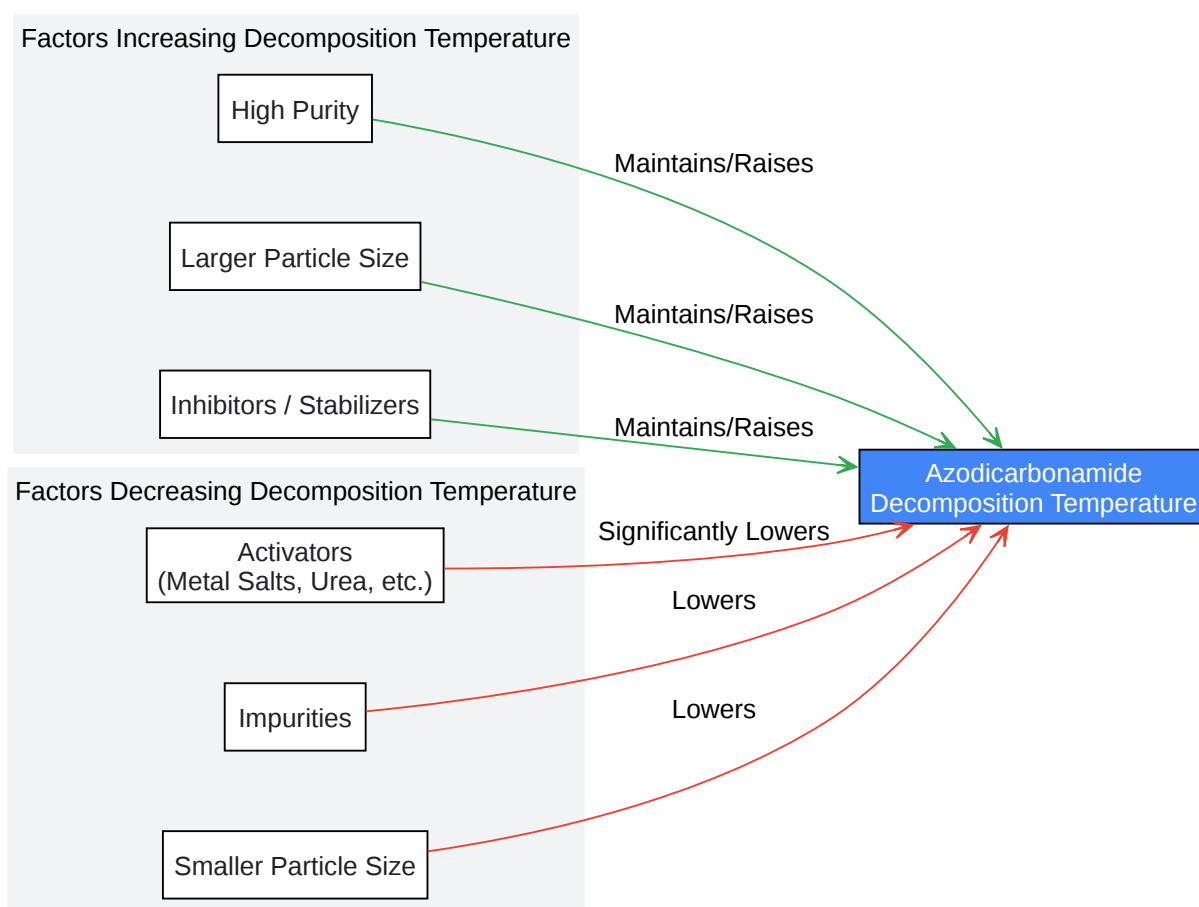 Factors Increasing Decomposition Temperature
High Purity
Maintains/Raises
Larger Particle Size
Maintains/Raises
Inhibitors / Stabilizers
Maintains/Raises
Azodicarbonamide
Decomposition Temperature
Factors Decreasing Decomposition Temperature
Activators
(Metal Salts, Urea, etc.)
Significantly Lowers
Impurities
Lowers
Smaller Particle Size
Lowers